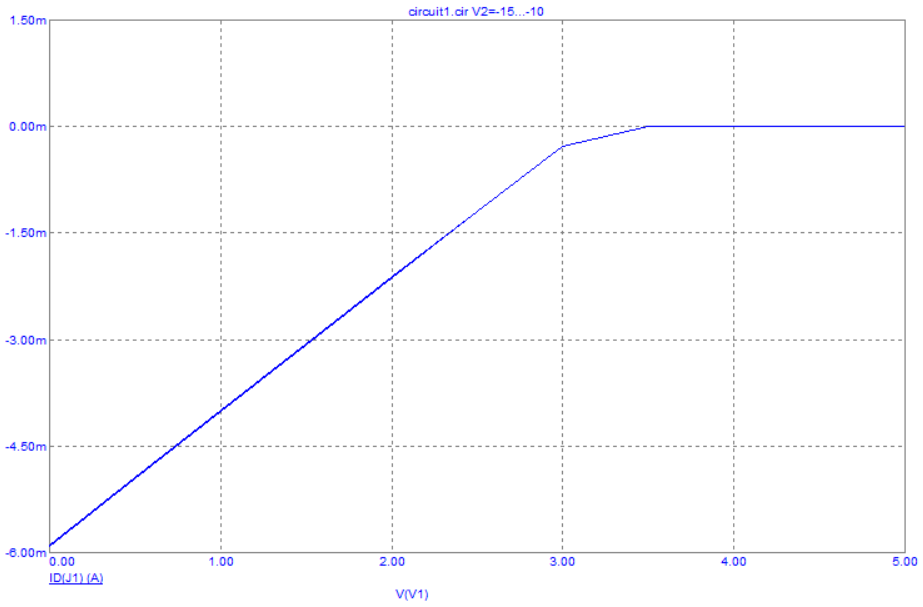 circuit1.cir V2=-15...-10
1.50m
0.00m
-1.50m
-3.00m
-4.50m
-6.00m
0.00 1.00 2.00 3.00 4.00 5.00
ID(J1) (A)
V(V1)